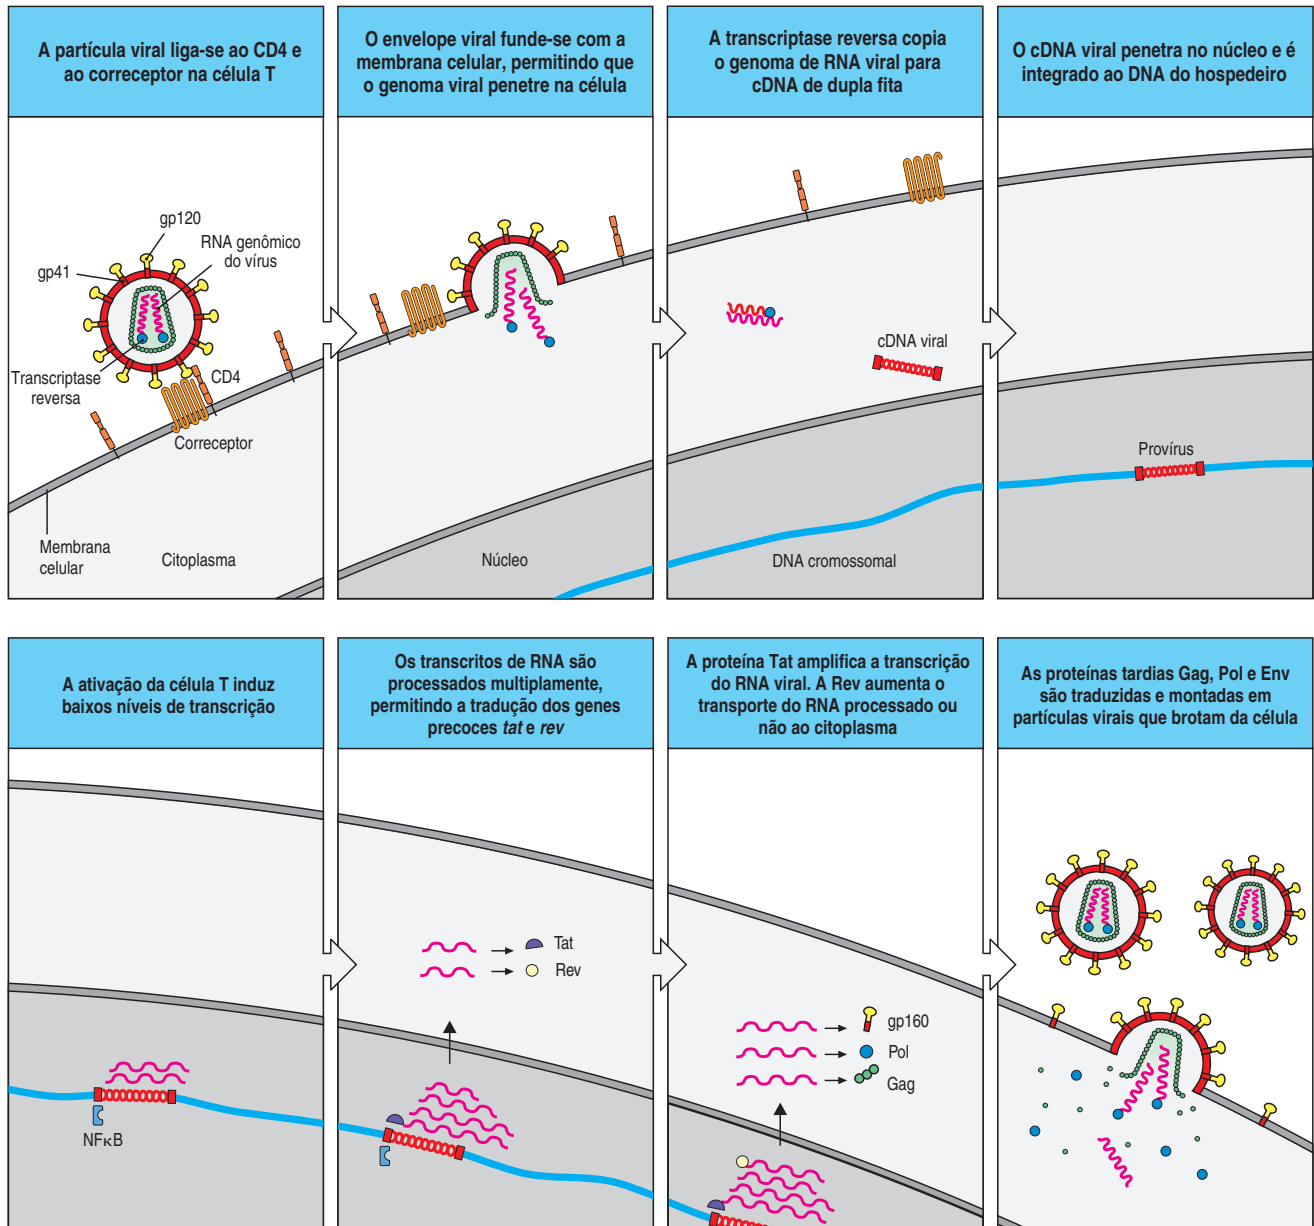 A partícula viral liga-se ao CD4 e
ao correceptor na célula T
O envelope viral funde-se com a
membrana celular, permitindo que
o genoma viral penetre na célula
A transcriptase reversa copia
o genoma de RNA viral para
cDNA de dupla fita
O cDNA viral penetra no núcleo e é
integrado ao DNA do hospedeiro
gp120
RNA genômico
do vírus
gp41
Transcriptase
reversa
CD4
Correceptor
Membrana
celular
Citoplasma
Núcleo
cDNA viral
DNA cromossomal
Provírus
A ativação da célula T induz
baixos níveis de transcrição
Os transcritos de RNA são
processados multiplamente,
permitindo a tradução dos genes
precoces tat e rev
A proteína Tat amplifica a transcrição
do RNA viral. A Rev aumenta o
transporte do RNA processado ou
não ao citoplasma
As proteínas tardias Gag, Pol e Env
são traduzidas e montadas em
partículas virais que brotam da célula
NFκB
Tat
Rev
gp160
Pol
Gag